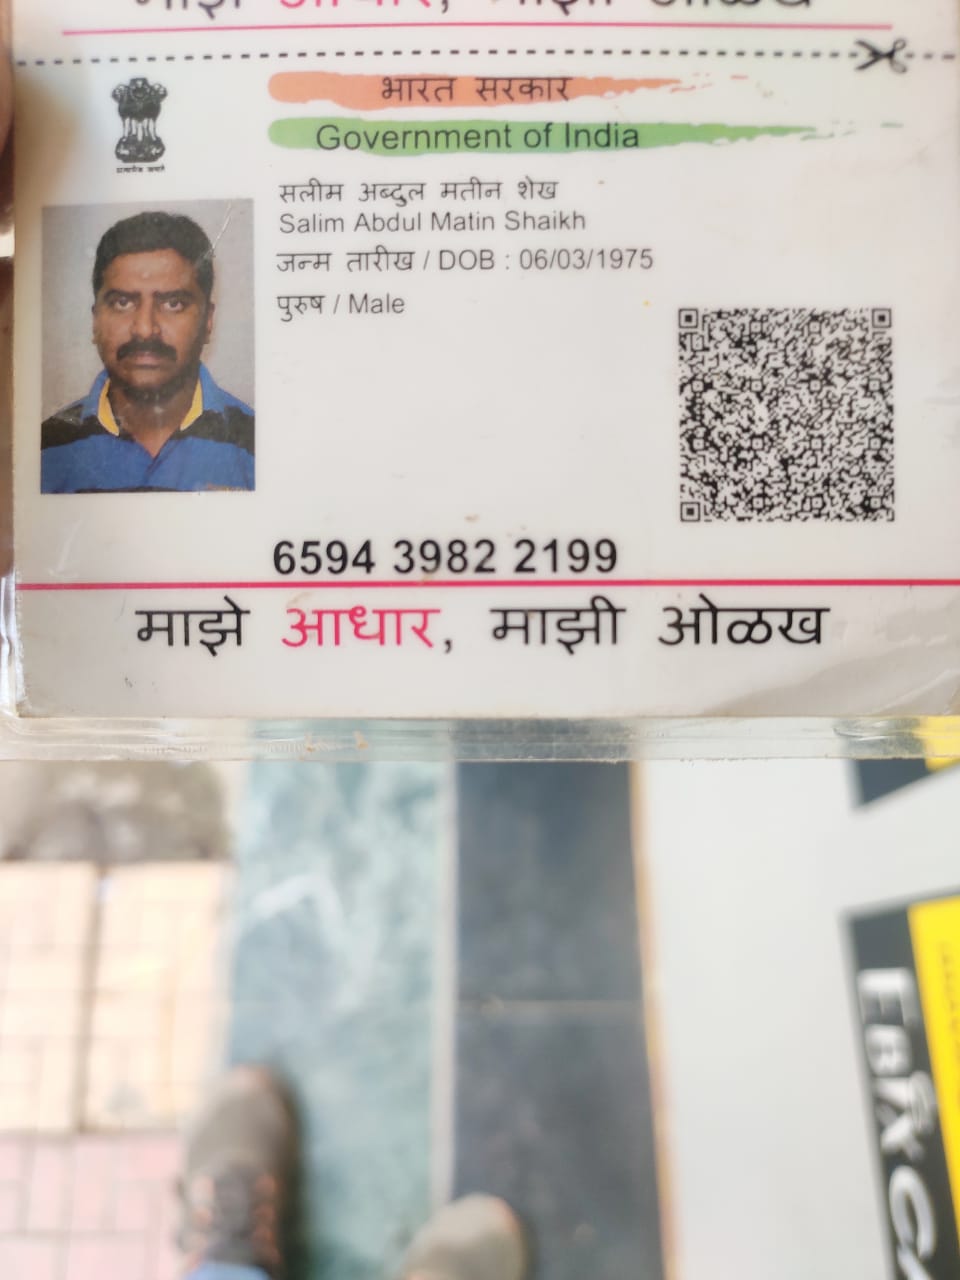 माझे आधार, माझी ओळख
भारत सरकार
Government of India
सत्यमेव जयते
सलीम अब्दुल मतीन शेख
Salim Abdul Matin Shaikh
जन्म तारीख / DOB : 06/03/1975
पुरुष / Male
6594 3982 2199
माझे आधार, माझी ओळख